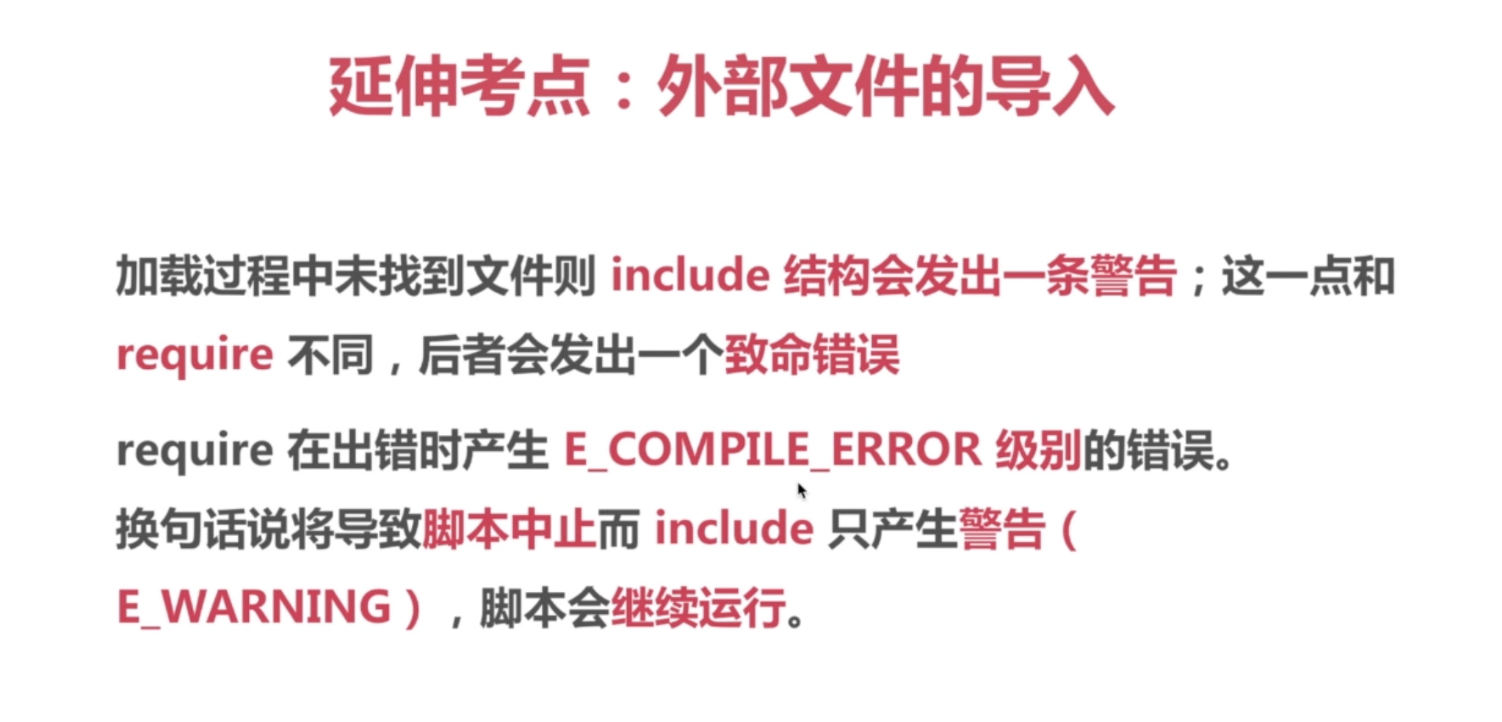 延伸考点：外部文件的导入
加载过程中未找到文件则 include 结构会发出一条警告；这一点和
require 不同，后者会发出一个致命错误
require 在出错时产生 E_COMPILE_ERROR 级别的错误。
换句话说将导致脚本中止而 include 只产生警告（
E_WARNING），脚本会继续运行。